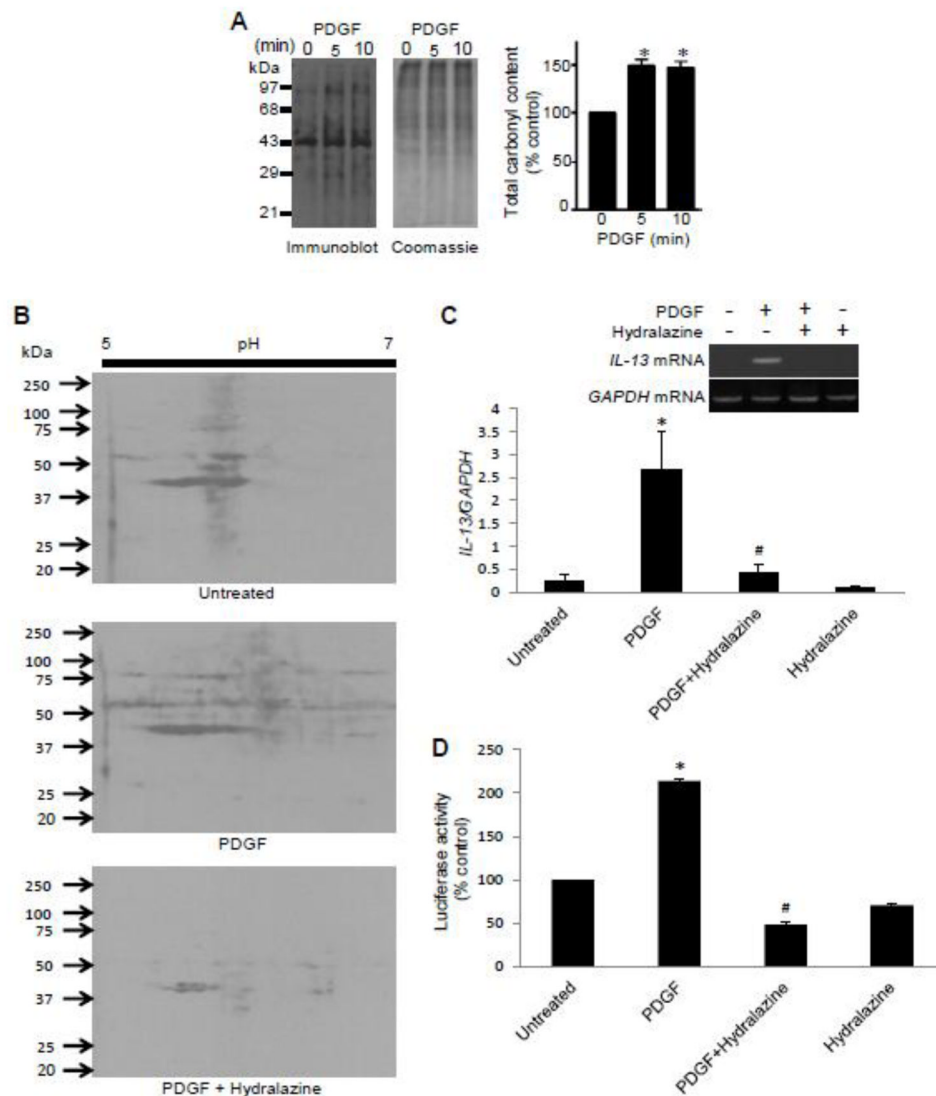 A
PDGF
PDGF
(min) 0 5 10
0 5 10
kDa
97
68
43
29
21
Immunoblot
Coomassie
Total carbonyl content
(% control)
150
100
50
0
* *
0 5 10
PDGF (min)
B
kDa
5 pH 7
250
100
75
50
37
25
20
Untreated
250
100
75
50
37
25
20
PDGF
250
100
75
50
37
25
20
PDGF + Hydralazine
C
PDGF - + + -
Hydralazine - - + +
IL-13 mRNA
GAPDH mRNA
IL-13/GAPDH
4
3.5
3
2.5
2
1.5
1
0.5
0
*
#
Untreated
PDGF
PDGF+Hydralazine
Hydralazine
D
Luciferase activity
(% control)
250
200
150
100
50
0
*
#
Untreated
PDGF
PDGF+Hydralazine
Hydralazine